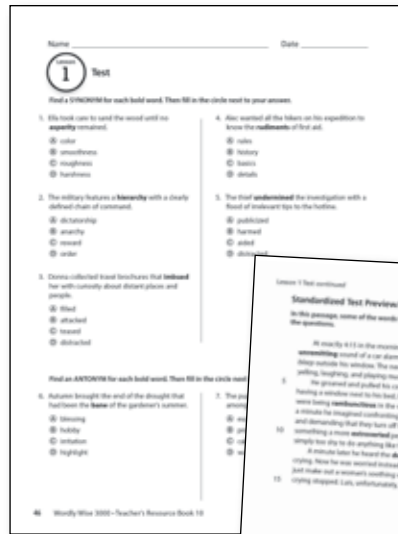 Name Date
Lesson
1
Test
Find a SYNONYM for each bold word. Then fill in the circle next to your answer.
1. Ella took care to sand the wood until no
asperity remained.
A color
B smoothness
C roughness
D harshness
2. The military features a hierarchy with a clearly
defined chain of command.
A dictatorship
B anarchy
C reward
D order
3. Donna collected travel brochures that imbued
her with curiosity about distant places and
people.
A filled
B attacked
C teased
D distracted
4. Alec wanted all the hikers on his expedition to
know the rudiments of first aid.
A rules
B history
C basics
D details
5. The thief undermined the investigation with a
flood of irrelevant tips to the hotline.
A publicized
B harmed
C aided
D
Find an ANTONYM for each bold word. Then fill in the circle next
6. Autumn brought the end of the drought that
had been the bane of the gardener's summer.
A blessing
B hobby
C imitation
D highlight
7. The
among
A
B
C
D
46 Wordly Wise 3000 • Teacher's Resource Book 10
Lesson 1 Test continued
Standardized Test Preview
In this passage, some of the words
the questions.
At exactly 4:15 in the morning
unremitting sound of a car alarm
deep outside his window. The
yelling, laughing, and playing
5 He groaned and pulled his
having a window next to his bed.
were being rambunctious in the
a minute he imagined confronting
and demanding that they turn off
10 something a more extroverted
simply too shy to do anything like
A minute later he heard the
crying. Now he was worried instead
just make out a woman's soothing
15 crying stopped. Luis, unfortunately,